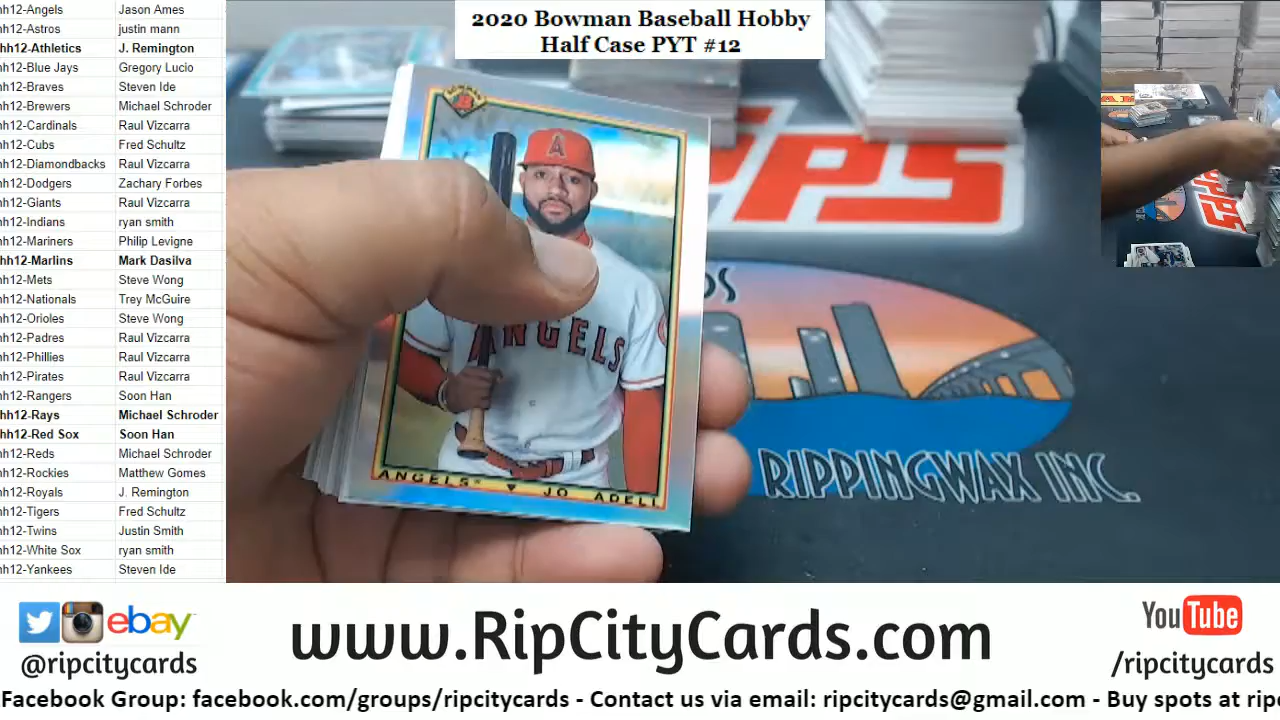 hh12-Angels Jason Ames
hh12-Astros justin mann
hh12-Athletics J. Remington
hh12-Blue Jays Gregory Lucio
hh12-Braves Steven Ide
hh12-Brewers Michael Schroder
hh12-Cardinals Raul Vizcarra
hh12-Cubs Fred Schultz
hh12-Diamondbacks Raul Vizcarra
hh12-Dodgers Zachary Forbes
hh12-Giants Raul Vizcarra
hh12-Indians ryan smith
hh12-Mariners Philip Levigne
hh12-Marlins Mark Dasilva
hh12-Mets Steve Wong
hh12-Nationals Trey McGuire
hh12-Orioles Steve Wong
hh12-Padres Raul Vizcarra
hh12-Phillies Raul Vizcarra
hh12-Pirates Raul Vizcarra
hh12-Rangers Soon Han
hh12-Rays Michael Schroder
hh12-Red Sox Soon Han
hh12-Reds Michael Schroder
hh12-Rockies Matthew Gomes
hh12-Royals J. Remington
hh12-Tigers Fred Schultz
hh12-Twins Justin Smith
hh12-White Sox ryan smith
hh12-Yankees Steven Ide
2020 Bowman Baseball Hobby
Half Case PYT #12
BOWMAN
B
A
ANGELS
ANGELS JO ADELL
PPS
DS
RIPPINGWAX INC.
PPS
ebay
@ripcitycards
www.RipCityCards.com
YouTube
/ripcitycards
Facebook Group: facebook.com/groups/ripcitycards - Contact us via email: ripcitycards@gmail.com - Buy spots at ripc